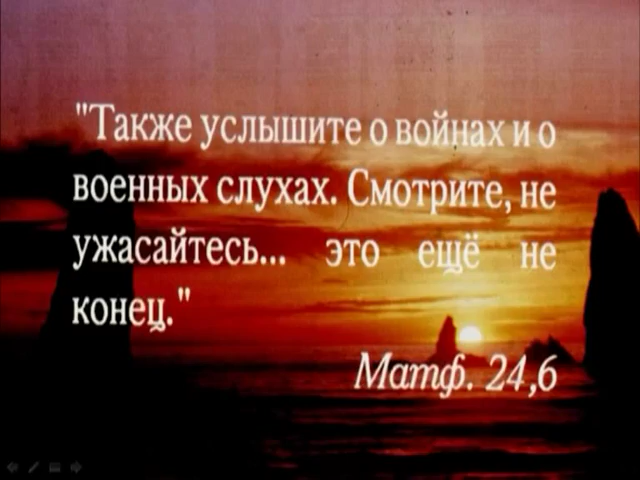 "Также услышите о войнах и о
военных слухах. Смотрите, не
ужасайтесь... это ещё не
конец."
Матф. 24,6